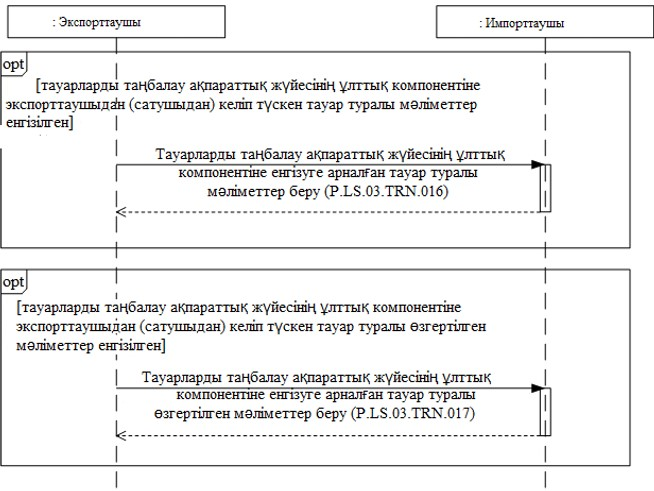 : Экспорттаушы
: Импорттаушы
opt
[тауарларды таңбалау ақпараттық жүйесінің ұлттық компонентіне
экспорттаушыдан (сатушыдан) келіп түскен тауар туралы мәліметтер
енгізілген]
Тауарларды таңбалау ақпараттық жүйесінің ұлттық
компонентіне енгізуге арналған тауар туралы
мәліметтер беру (P.LS.03.TRN.016)
opt
[тауарларды таңбалау ақпараттық жүйесінің ұлттық компонентіне
экспорттаушыдан (сатушыдан) келіп түскен тауар туралы өзгертілген
мәліметтер енгізілген]
Тауарларды таңбалау ақпараттық жүйесінің ұлттық
компонентіне енгізуге арналған тауар туралы
өзгертілген мәліметтер беру (P.LS.03.TRN.017)